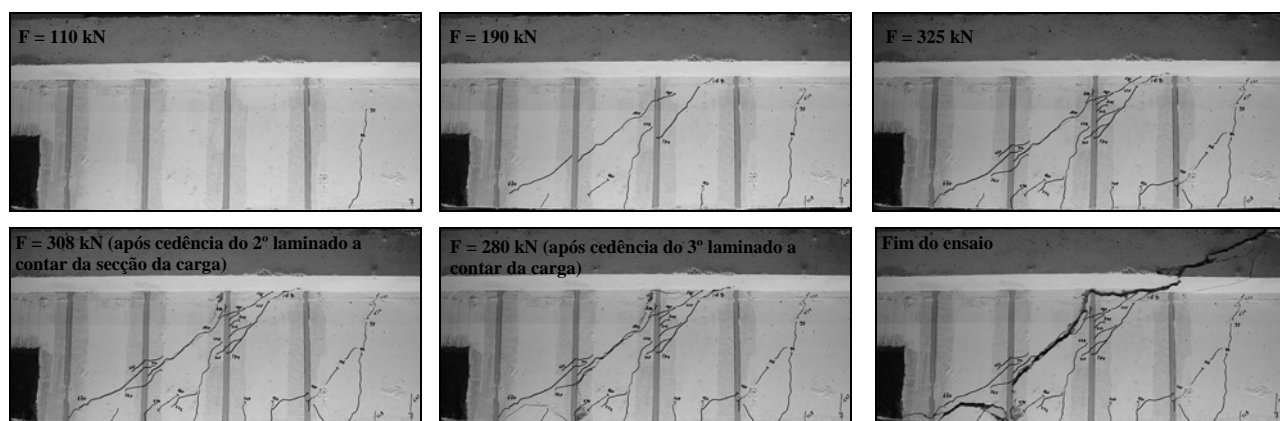 F = 110 kN
F = 190 kN
F = 325 kN
F = 308 kN (após cedência do 2º laminado a
contar da secção da carga)
F = 280 kN (após cedência do 3º laminado a
contar da carga)
Fim do ensaio